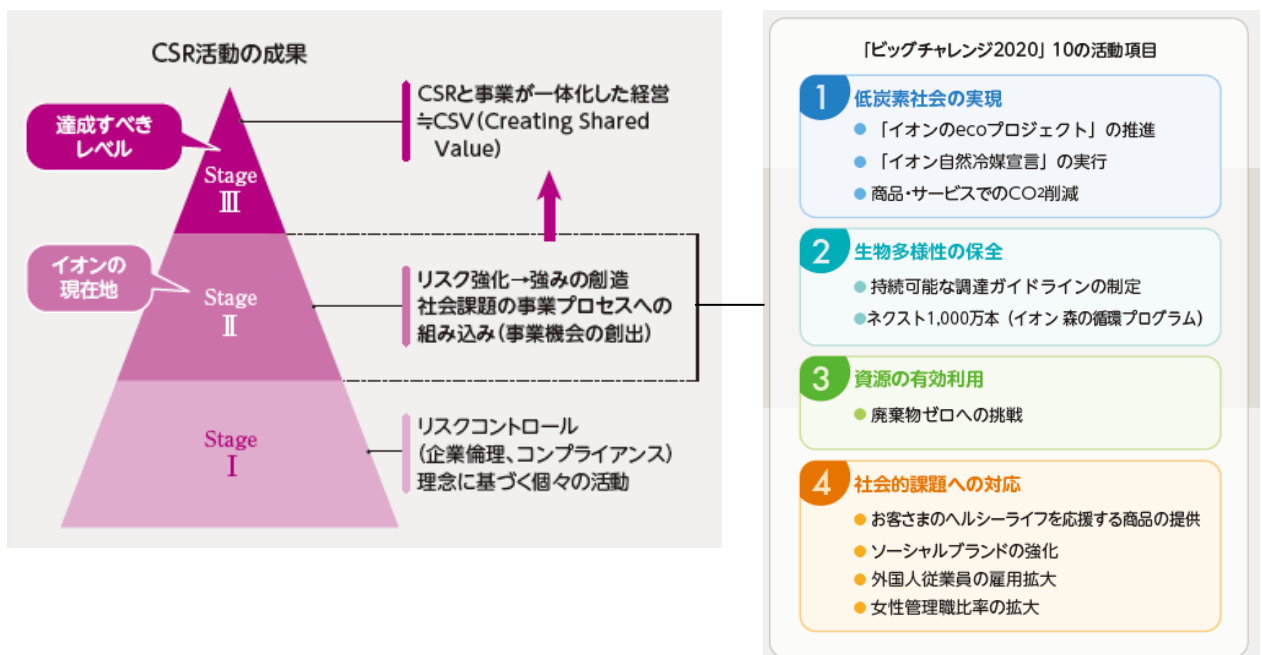 CSR活動の成果
達成すべき
レベル
Stage
Ⅲ
CSRと事業が一体化した経営
≒CSV(Creating Shared
Value)
イオンの
現在地
Stage
Ⅱ
リスク強化→強みの創造
社会課題の事業プロセスへの
組み込み(事業機会の創出)
Stage
Ⅰ
リスクコントロール
(企業倫理、コンプライアンス)
理念に基づく個々の活動
「ビッグチャレンジ2020」10の活動項目
1 低炭素社会の実現
● 「イオンのecoプロジェクト」の推進
● 「イオン自然冷媒宣言」の実行
● 商品・サービスでのCO2削減
2 生物多様性の保全
● 持続可能な調達ガイドラインの制定
● ネクスト1,000万本（イオン 森の循環プログラム）
3 資源の有効利用
● 廃棄物ゼロへの挑戦
4 社会的課題への対応
● お客さまのヘルシーライフを応援する商品の提供
● ソーシャルブランドの強化
● 外国人従業員の雇用拡大
● 女性管理職比率の拡大